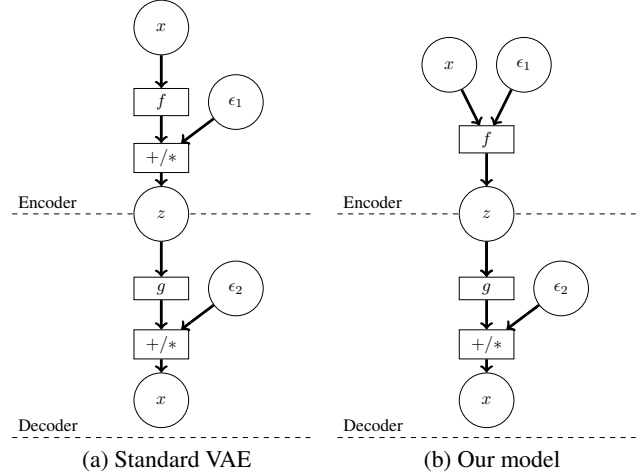 x
f
ϵ₁
+/*
Encoder
z
g
ϵ₂
+/*
x
Decoder
(a) Standard VAE
x
ϵ₁
f
Encoder
z
g
ϵ₂
+/*
x
Decoder
(b) Our model